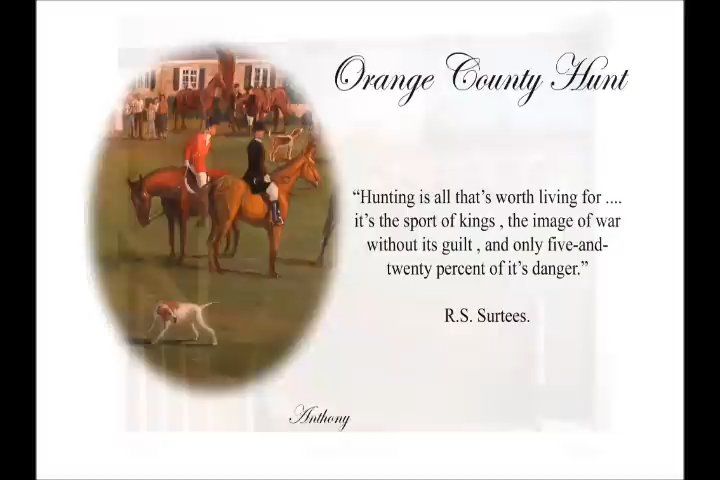 Orange County Hunt
“Hunting is all that’s worth living for ....
it’s the sport of kings , the image of war
without its guilt , and only five-and-
twenty percent of it’s danger.”
R.S. Surtees.
Anthony